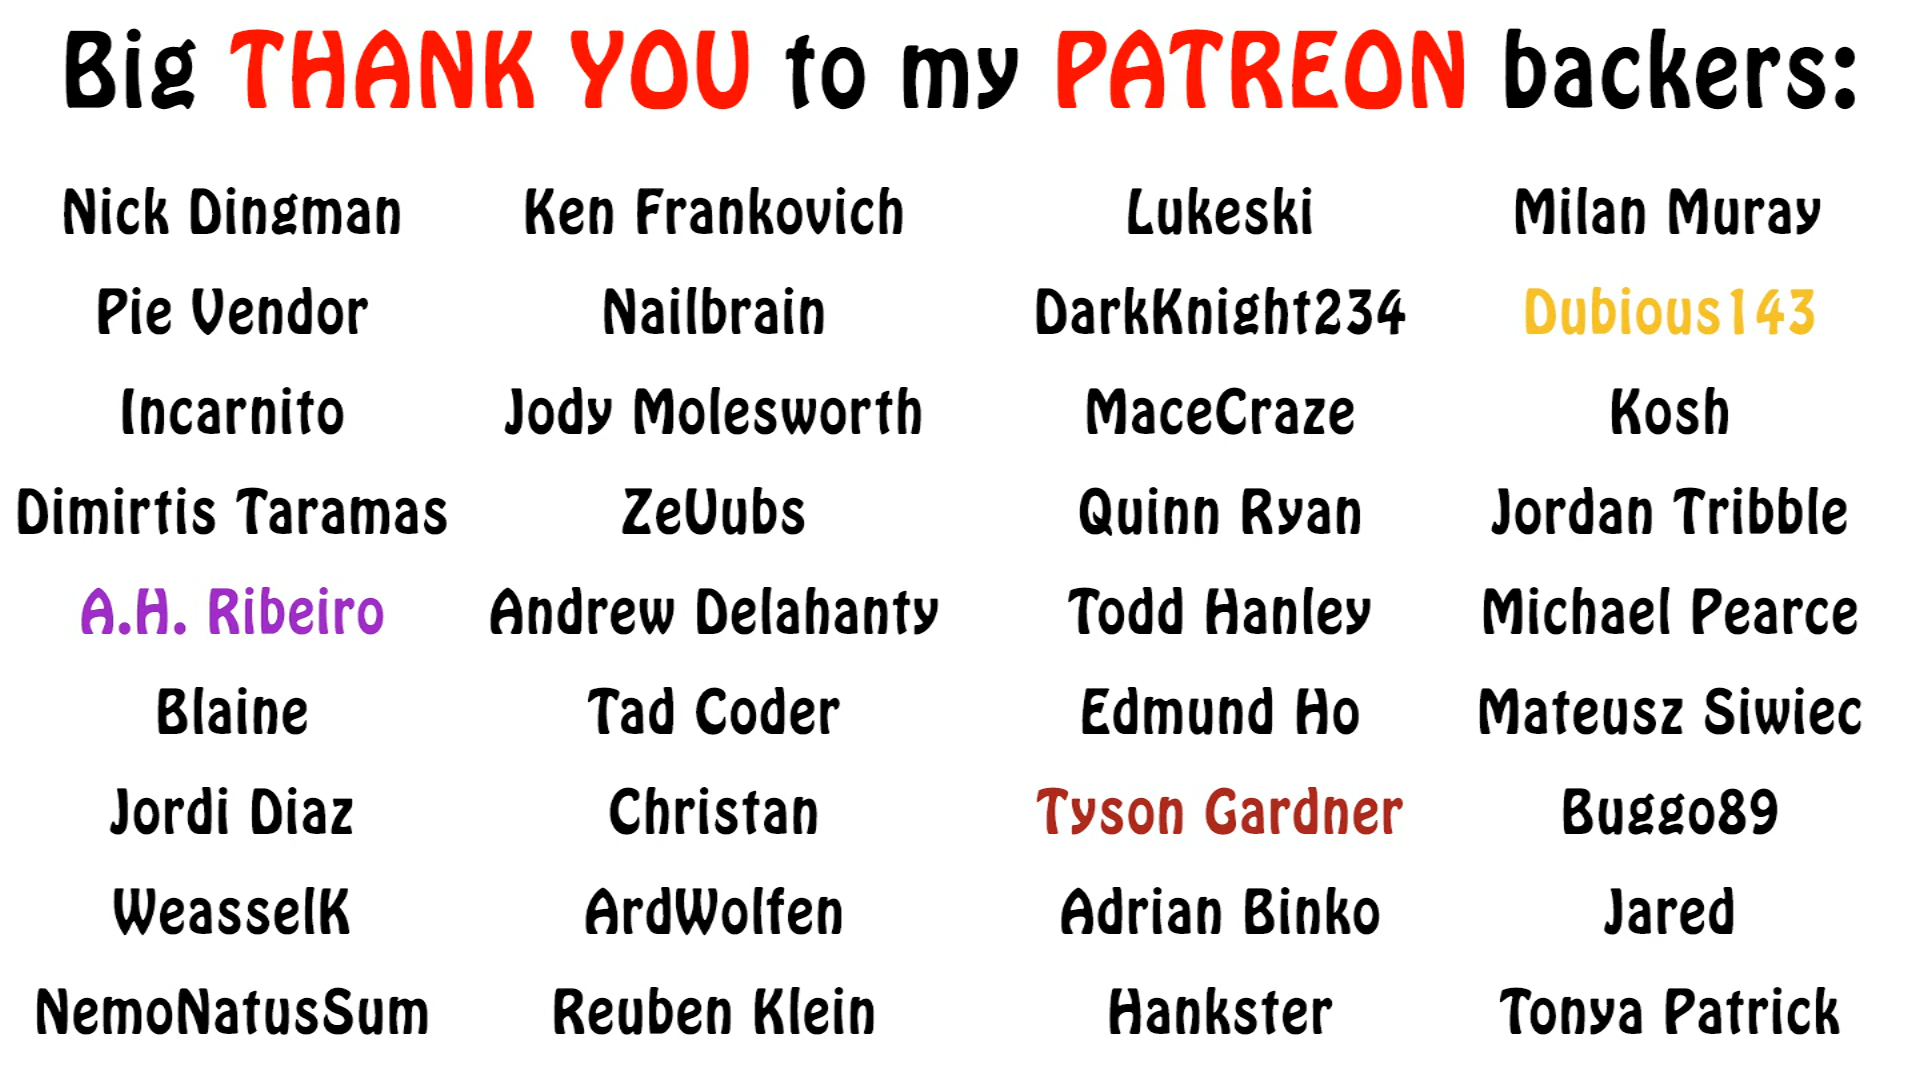 Big THANK YOU to my PATREON backers:
Nick Dingman Ken Frankovich Lukeski Milan Muray
Pie Vendor Nailbrain DarkKnight234 Dubious143
Incarnito Jody Molesworth MaceCraze Kosh
Dimirtis Taramas ZeUubs Quinn Ryan Jordan Tribble
A.H. Ribeiro Andrew Delahanty Todd Hanley Michael Pearce
Blaine Tad Coder Edmund Ho Mateusz Siwiec
Jordi Diaz Christan Tyson Gardner Buggo89
WeasselK ArdWolfen Adrian Binko Jared
NemoNatusSum Reuben Klein Hankster Tonya Patrick